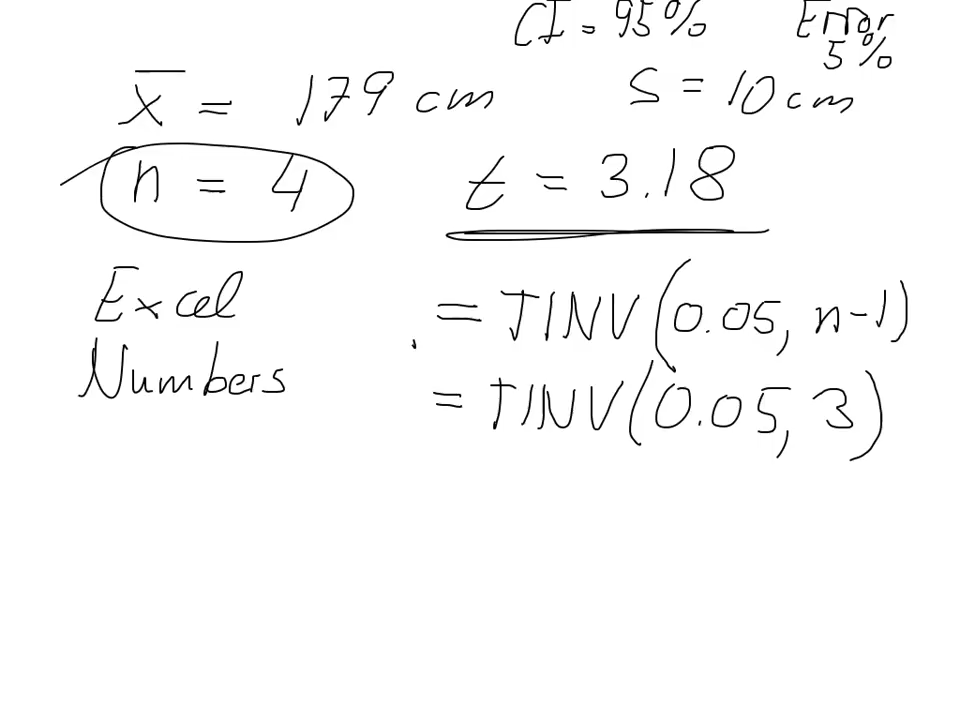 CI = 95% Error 5%
x̄ = 179 cm s = 10 cm
n = 4 t = 3.18
Excel = TINV(0.05, n-1)
Numbers = TINV(0.05, 3)